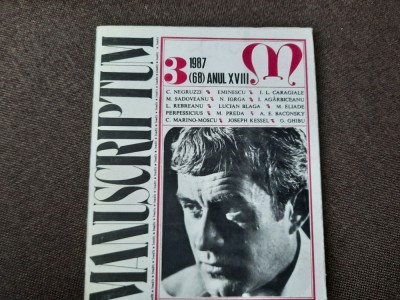 MANUSCRIPTUM
3 1987
(68) ANUL XVIII
C. NEGRUZZI EMINESCU I. L. CARAGIALE
M. SADOVEANU N. IORGA I. AGÂRBICEANU
L. REBREANU LUCIAN BLAGA M. ELIADE
PERPESSICIUS M. PREDA A. E. BACONSKY
C. MARINO-MOSCU JOSEPH KESSEL O. GHIBU